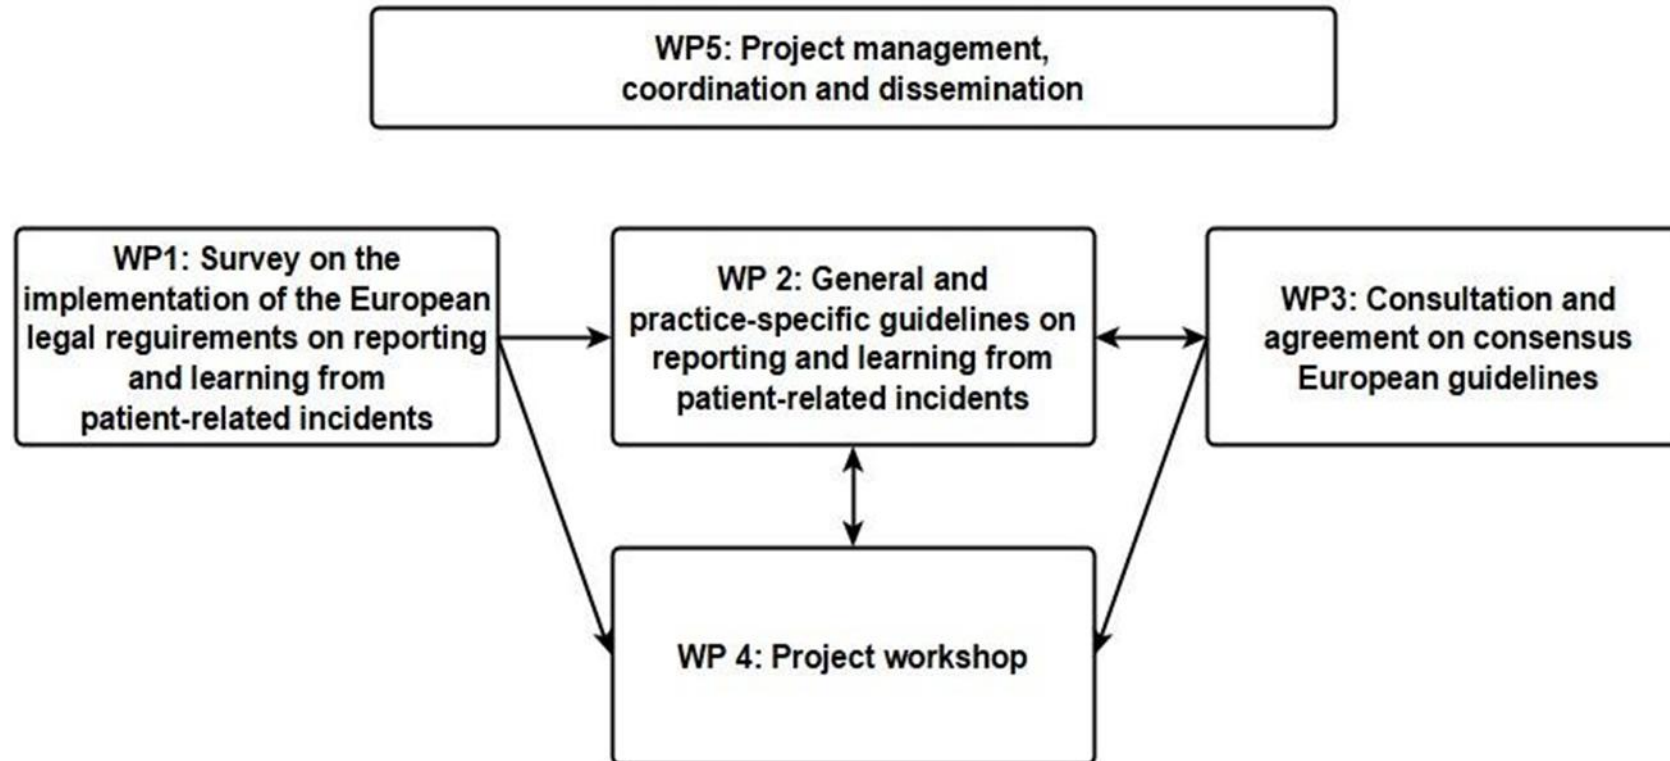 WP5: Project management,
coordination and dissemination
WP1: Survey on the
implementation of the European
legal reguirements on reporting
and learning from
patient-related incidents
WP 2: General and
practice-specific guidelines on
reporting and learning from
patient-related incidents
WP3: Consultation and
agreement on consensus
European guidelines
WP 4: Project workshop